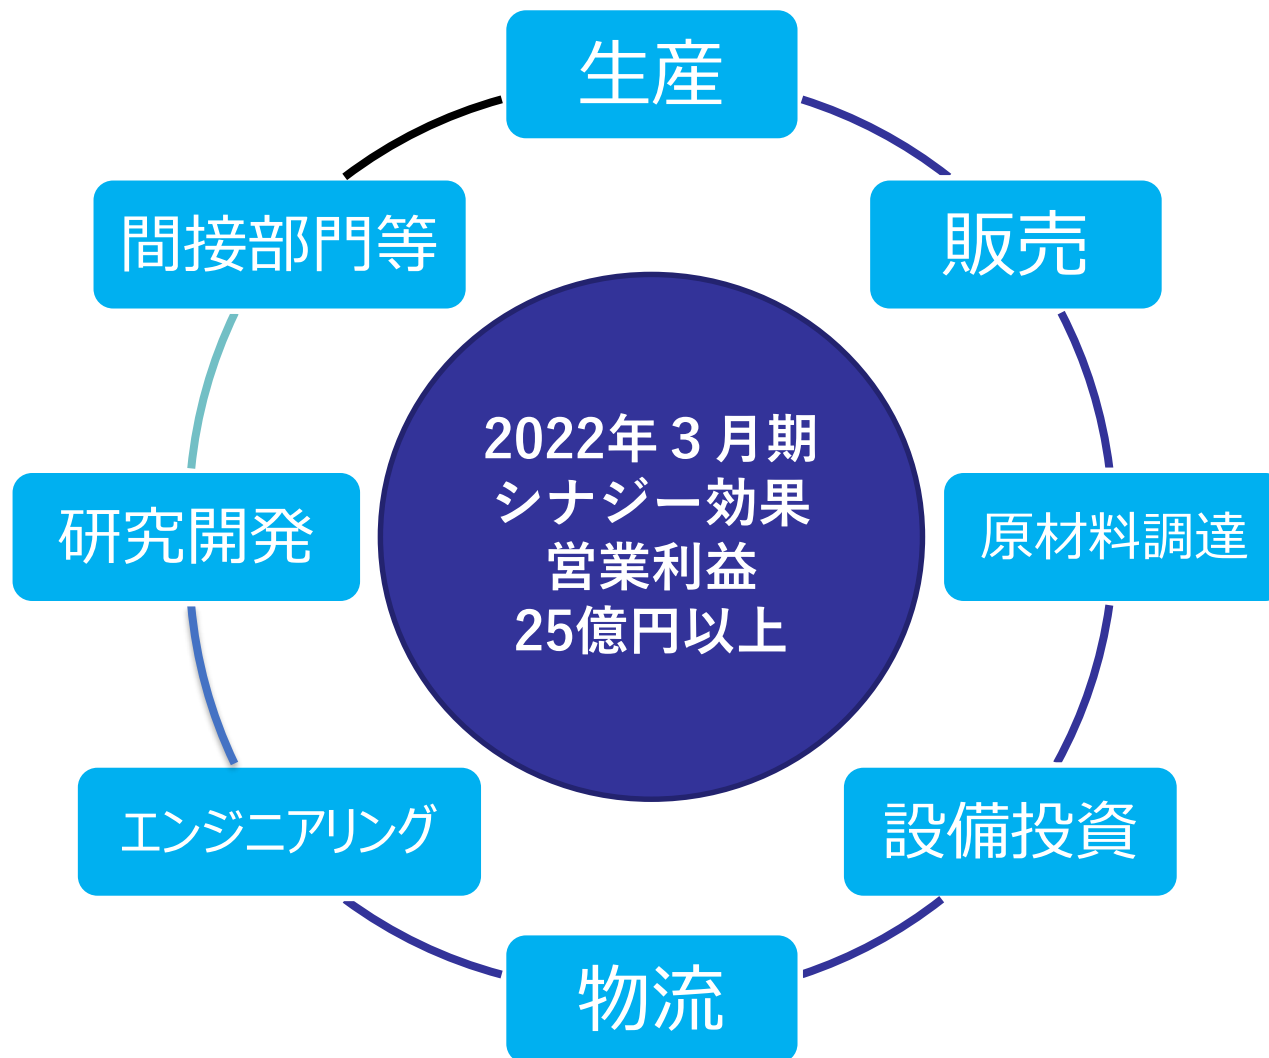 生産
販売
原材料調達
設備投資
物流
エンジニアリング
研究開発
間接部門等
2022年３月期
シナジー効果
営業利益
25億円以上